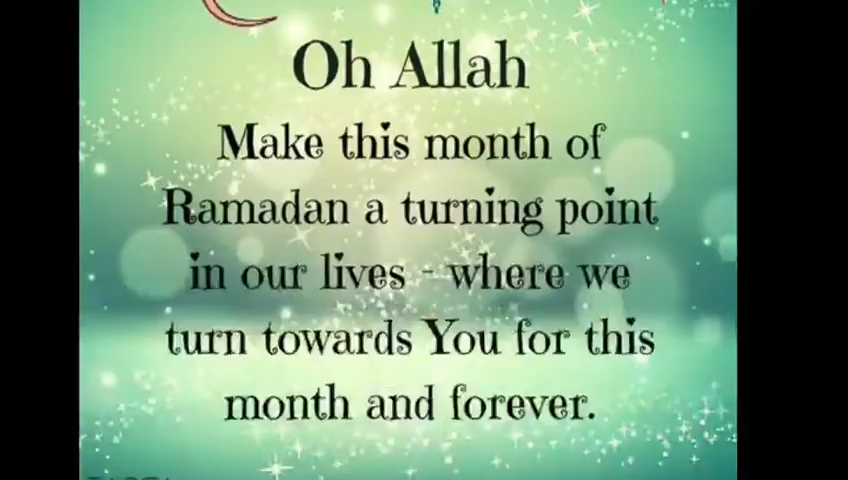 Oh Allah
Make this month of
Ramadan a turning point
in our lives - where we
turn towards You for this
month and forever.